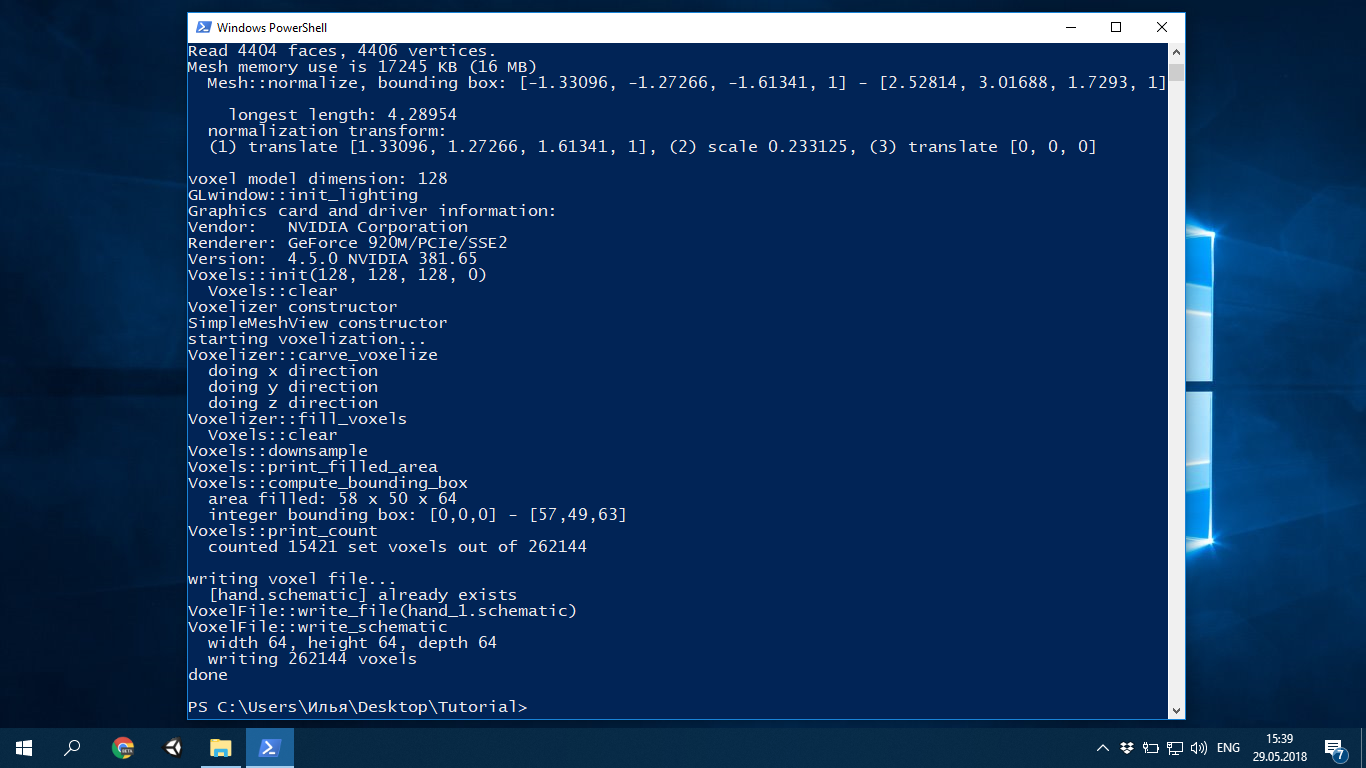 Windows PowerShell
Read 4404 faces, 4406 vertices.
Mesh memory use is 17245 KB (16 MB)
Mesh::normalize, bounding box: [-1.33096, -1.27266, -1.61341, 1] - [2.52814, 3.01688, 1.7293, 1]
longest length: 4.28954
normalization transform:
(1) translate [1.33096, 1.27266, 1.61341, 1], (2) scale 0.233125, (3) translate [0, 0, 0]
voxel model dimension: 128
GLwindow::init_lighting
Graphics card and driver information:
Vendor:   NVIDIA Corporation
Renderer: GeForce 920M/PCIe/SSE2
Version:  4.5.0 NVIDIA 381.65
Voxels::init(128, 128, 128, 0)
Voxels::clear
Voxelizer constructor
SimpleMeshView constructor
starting voxelization...
Voxelizer::carve_voxelize
doing x direction
doing y direction
doing z direction
Voxelizer::fill_voxels
Voxels::clear
Voxels::downsample
Voxels::print_filled_area
Voxels::compute_bounding_box
area filled: 58 x 50 x 64
integer bounding box: [0,0,0] - [57,49,63]
Voxels::print_count
counted 15421 set voxels out of 262144
writing voxel file...
[hand.schematic] already exists
VoxelFile::write_file(hand_1.schematic)
VoxelFile::write_schematic
width 64, height 64, depth 64
writing 262144 voxels
done
PS C:\Users\Илья\Desktop\Tutorial>
BETA
ENG
15:39
29.05.2018
7